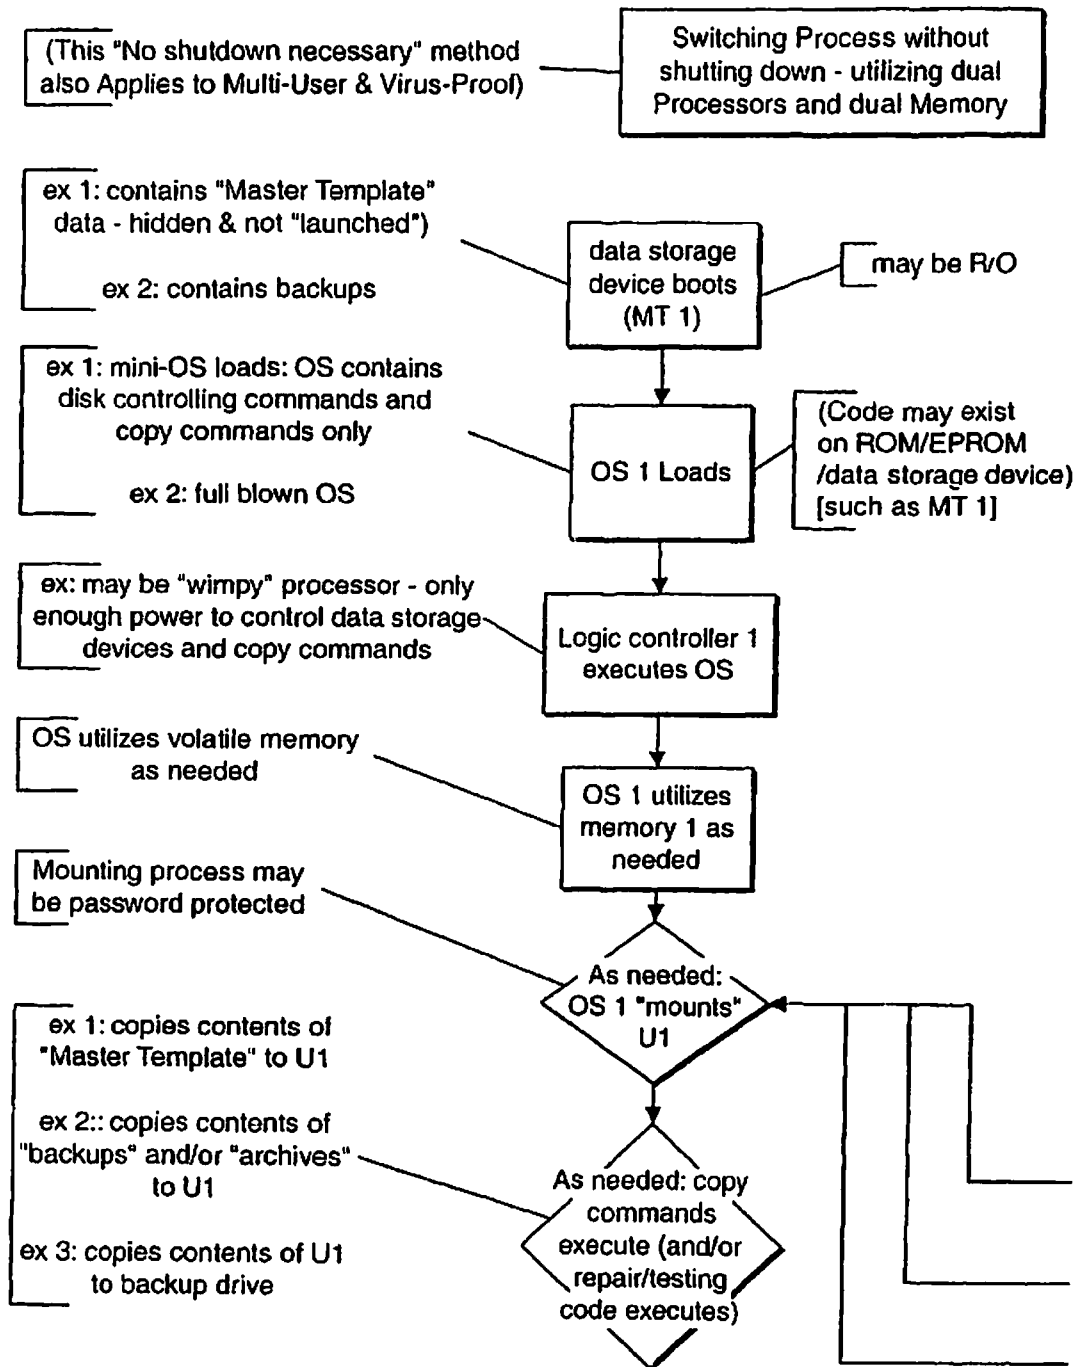 (This "No shutdown necessary" method
also Applies to Multi-User & Virus-Proof)
Switching Process without
shutting down - utilizing dual
Processors and dual Memory
ex 1: contains "Master Template"
data - hidden & not "launched")
ex 2: contains backups
data storage
device boots
(MT 1)
may be R/O
ex 1: mini-OS loads: OS contains
disk controlling commands and
copy commands only
ex 2: full blown OS
OS 1 Loads
(Code may exist
on ROM/EPROM
/data storage device)
[such as MT 1]
ex: may be "wimpy" processor - only
enough power to control data storage
devices and copy commands
Logic controller 1
executes OS
OS utilizes volatile memory
as needed
OS 1 utilizes
memory 1 as
needed
Mounting process may
be password protected
As needed:
OS 1 "mounts"
U1
ex 1: copies contents of
"Master Template" to U1
ex 2:: copies contents of
"backups" and/or "archives"
to U1
ex 3: copies contents of U1
to backup drive
As needed: copy
commands
execute (and/or
repair/testing
code executes)